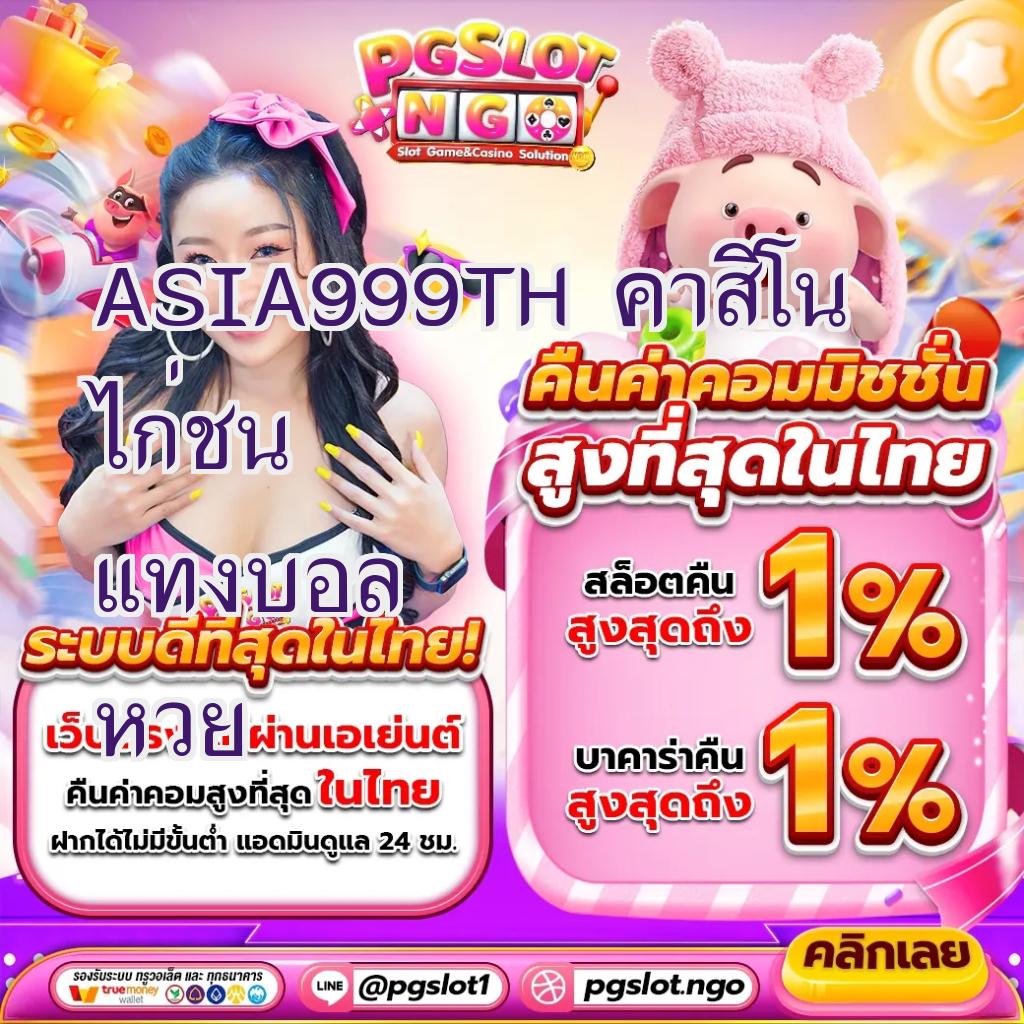 PGSLOT
NGO
Slot Game&Casino Solution
ASIA999TH คาสิโน
ไก่ชน
แทงบอล
หวย
คืนค่าคอมมิชชั่น
สูงที่สุดในไทย
สล็อตคืน
สูงสุดถึง
1%
บาคาร่าคืน
สูงสุดถึง
1%
ระบบดีที่สุดในไทย!
ผ่านเอเย่นต์
คืนค่าคอมสูงที่สุด ในไทย
ฝากได้ไม่มีขั้นต่ำ แอดมินดูแล 24 ชม.
คลิกเลย
รองรับระบบ ทรูวอเล็ต และ ทุกธนาคาร
truemoney
wallet
LINE @pgslot1
pgslot.ngo